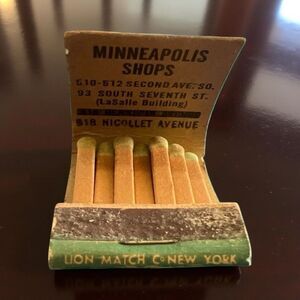 MINNEAPOLIS
SHOPS
510-512 SECOND AVE. SO.
93 SOUTH SEVENTH ST.
(LaSalle Building)
518 NICOLLET AVENUE
LION MATCH Co NEW YORK